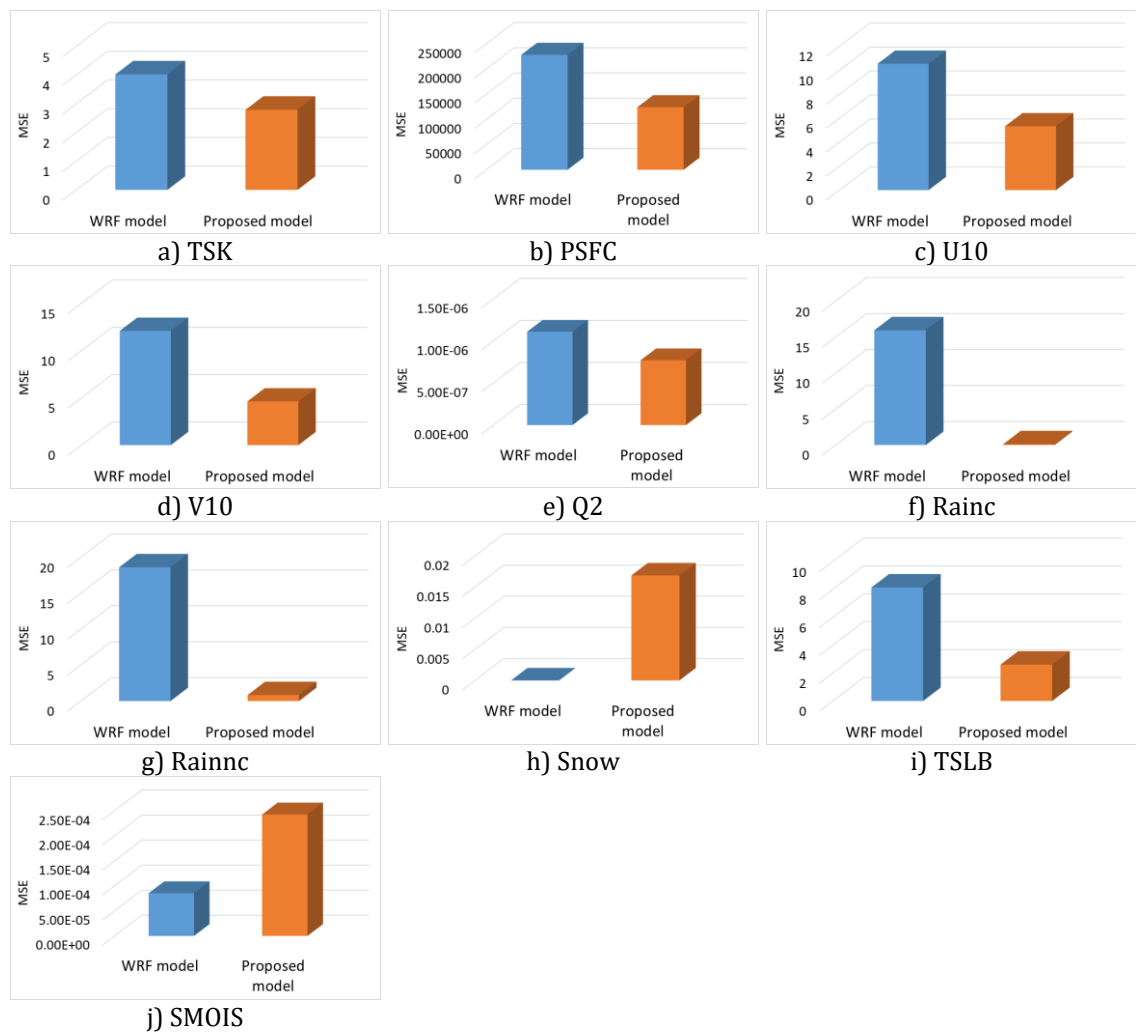 5
4
3
2
1
0
MSE
WRF model
Proposed model
a) TSK
250000
200000
150000
100000
50000
0
MSE
WRF model
Proposed
model
b) PSFC
12
10
8
6
4
2
0
MSE
WRF model
Proposed model
c) U10
15
10
5
0
MSE
WRF model
Proposed model
d) V10
1.50E-06
1.00E-06
5.00E-07
0.00E+00
MSE
WRF model
Proposed
model
e) Q2
20
15
10
5
0
MSE
WRF model
Proposed model
f) Rainc
20
15
10
5
0
MSE
WRF model
Proposed model
g) Rainnc
0.02
0.015
0.01
0.005
0
MSE
WRF model
Proposed
model
h) Snow
10
8
6
4
2
0
MSE
WRF model
Proposed model
i) TSLB
2.50E-04
2.00E-04
1.50E-04
1.00E-04
5.00E-05
0.00E+00
MSE
WRF model
Proposed
model
j) SMOIS